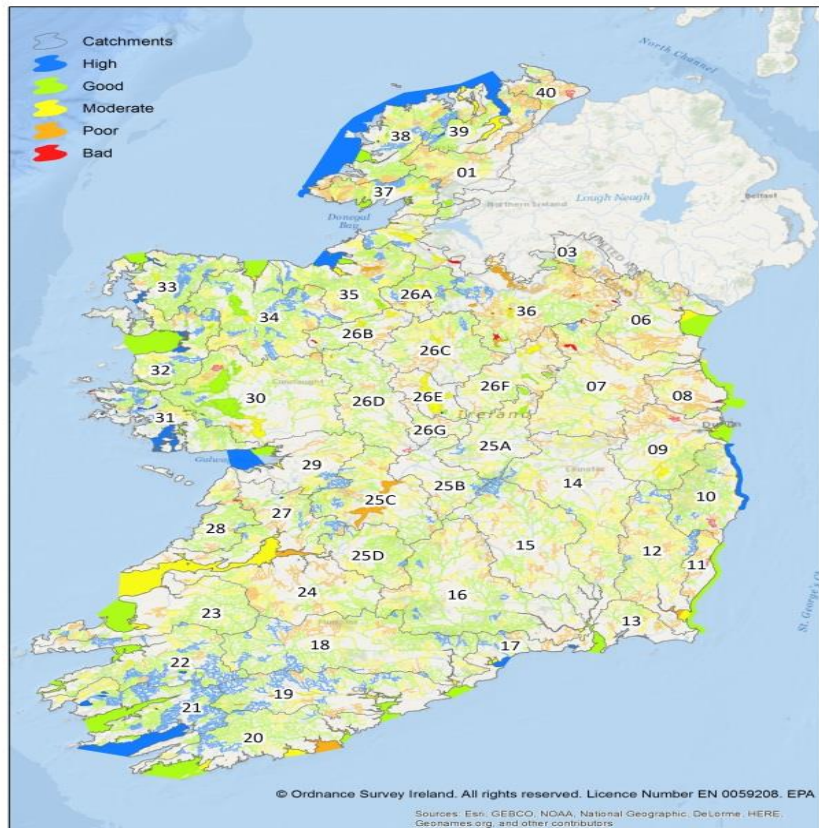 Catchments
High
Good
Moderate
Poor
Bad
North Channel
40
38
39
01
37
Donegal
Bay
Northern Ireland
Lough Neagh
Belfast
03
33
35
26A
34
36
06
26B
26C
32
30
26D
26E
26F
07
08
Ireland
31
26G
25A
09
Galway
29
14
25C
25B
10
27
28
25D
15
12
11
24
16
23
13
18
17
22
19
21
20
St. George's
© Ordnance Survey Ireland. All rights reserved. Licence Number EN 0059208. EPA
Sources: Esri, GEBCO, NOAA, National Geographic, DeLorme, HERE,
Geonames.org, and other contributors